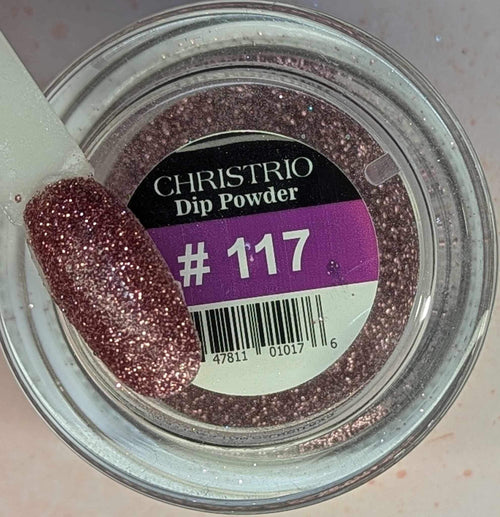 CHRISTRIO
Dip Powder
# 117
47811 01017 6